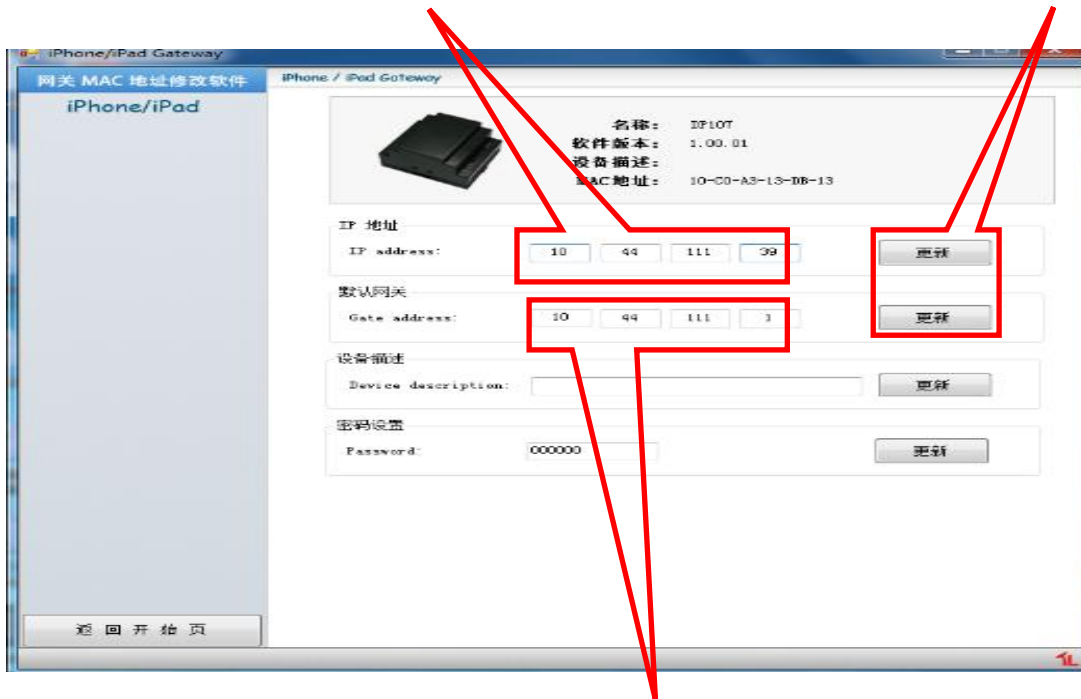 iPhone/iPad Gateway
网关 MAC 地址修改软件
iPhone / iPad Gateway
iPhone/iPad
名称: IP10T
软件版本: 1.00.01
设备描述:
MAC地址: 10-C0-A3-13-DB-13
IP 地址
IP address: 10 44 111 39 更新
默认网关
Gate address: 10 44 111 1 更新
设备描述
Device description: 更新
密码设置
Password: 000000 更新
返 回 开 始 页